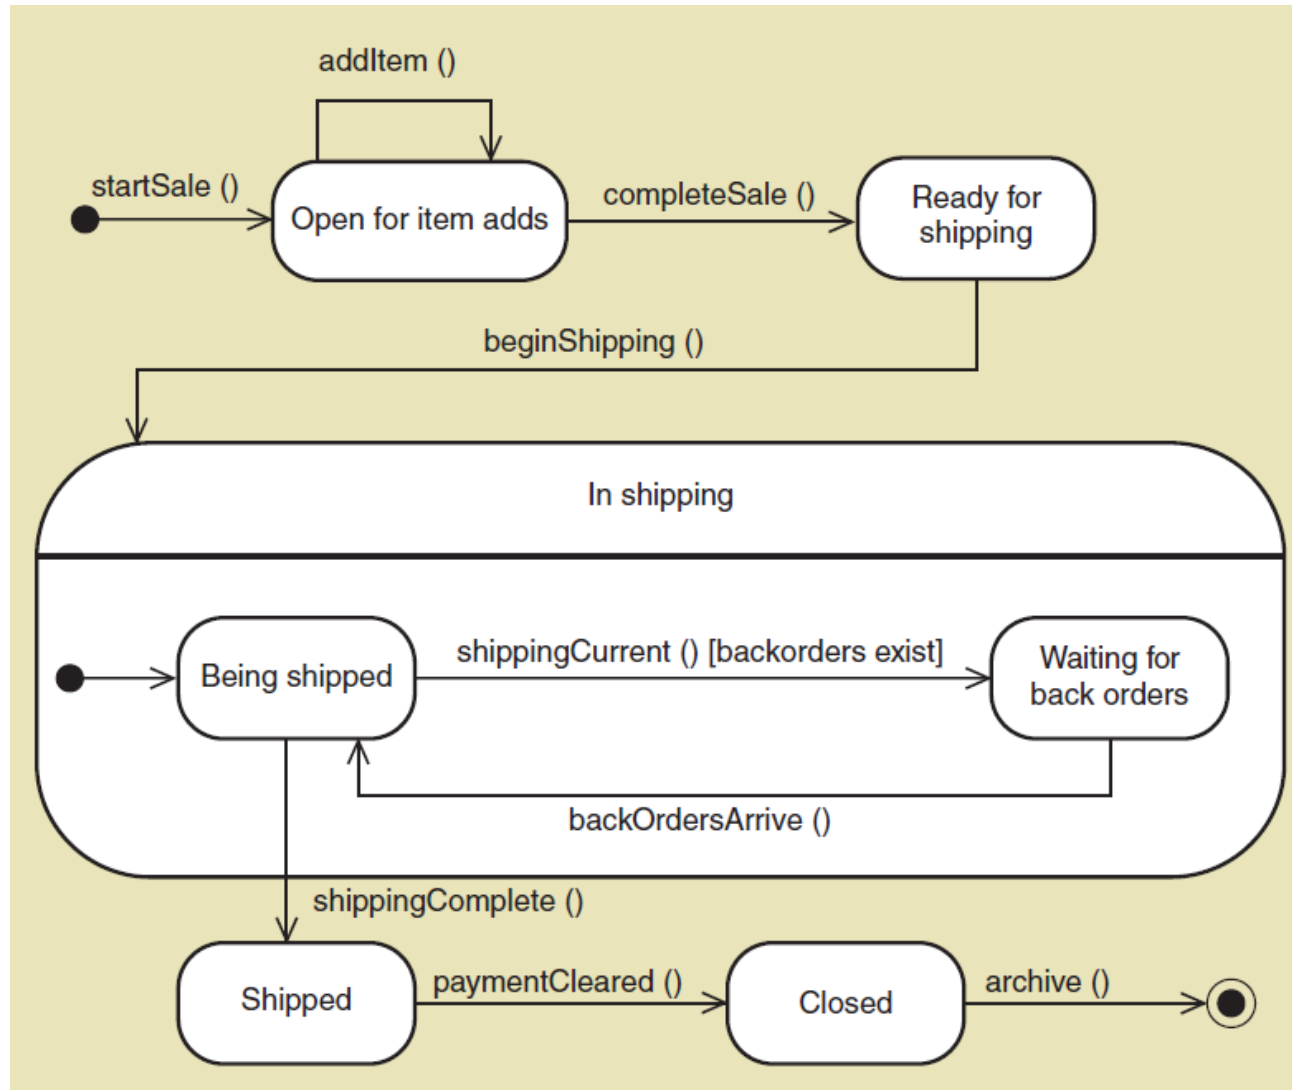 addItem ()
startSale ()
Open for item adds
completeSale ()
Ready for
shipping
beginShipping ()
In shipping
Being shipped
shippingCurrent () [backorders exist]
Waiting for
back orders
backOrdersArrive ()
shippingComplete ()
Shipped
paymentCleared ()
Closed
archive ()